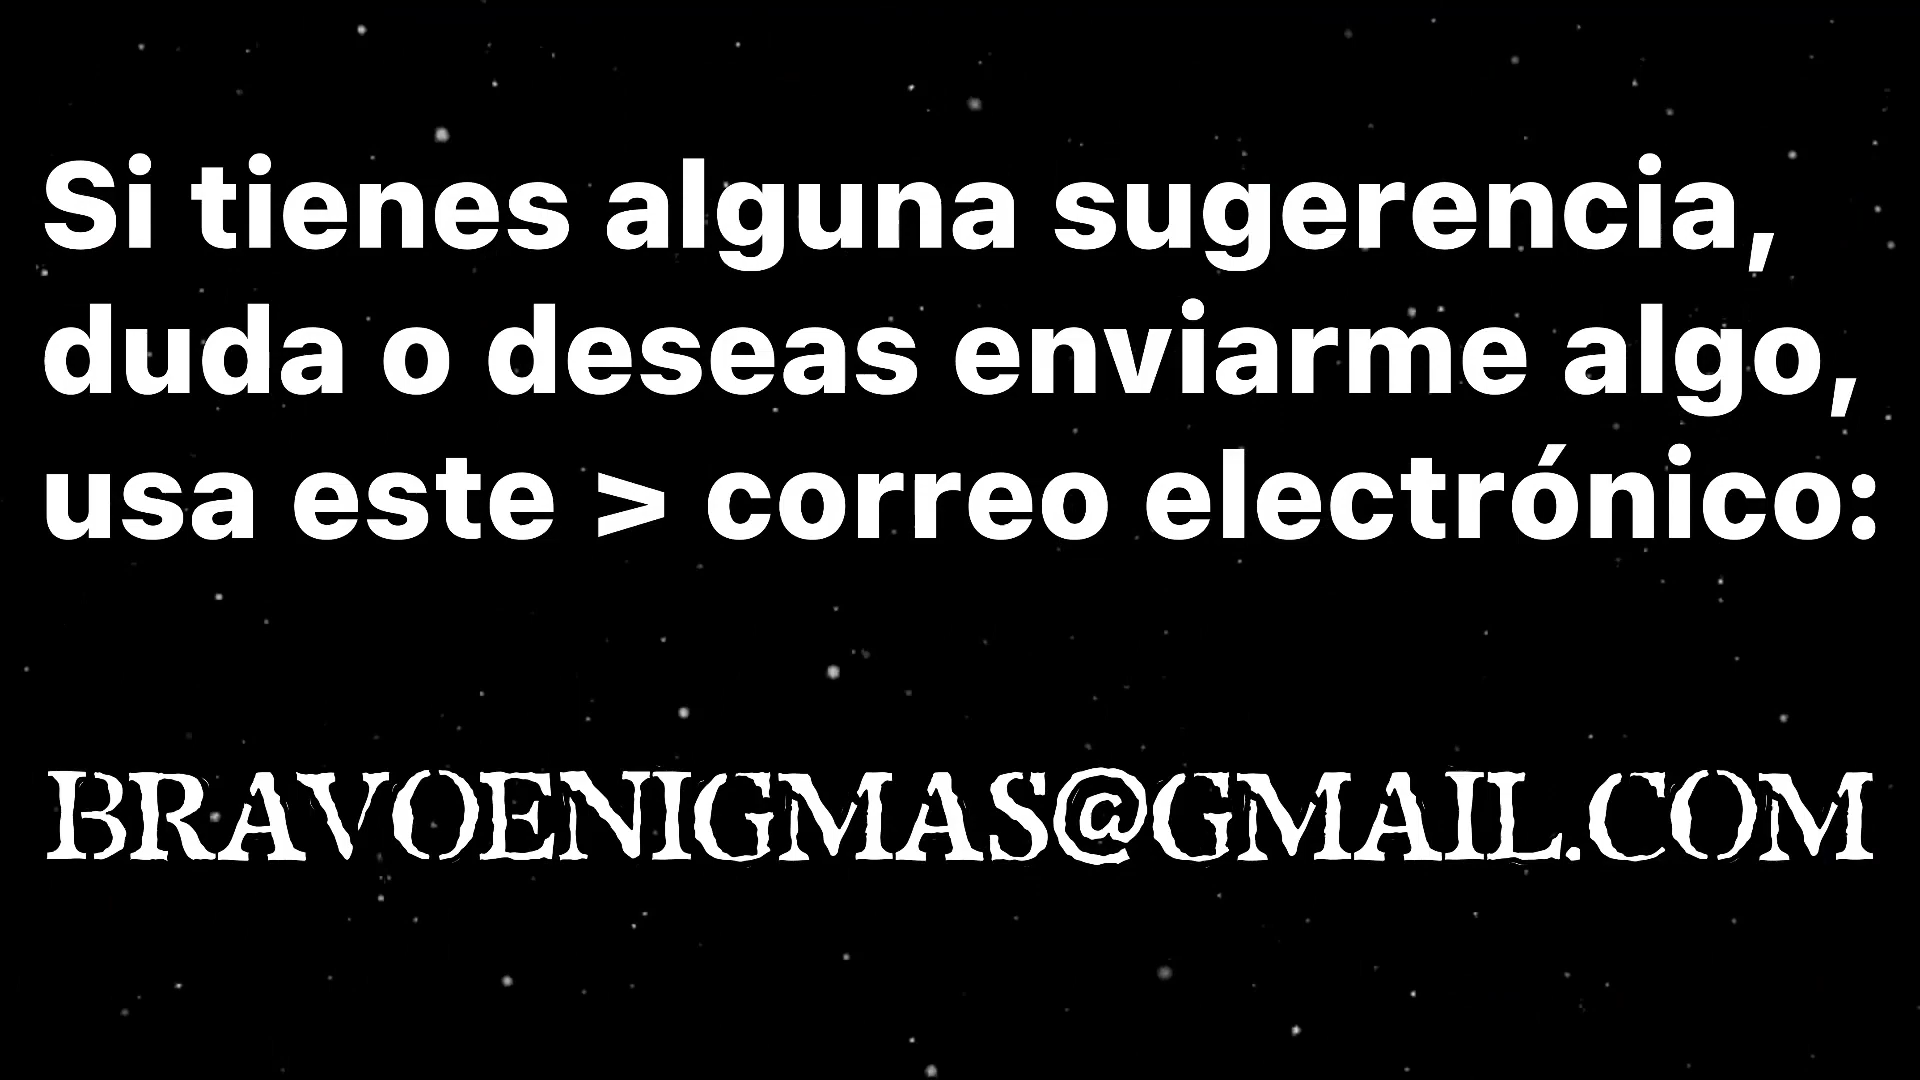 Si tienes alguna sugerencia,
duda o deseas enviarme algo,
usa este > correo electrónico:
BRAVOENIGMAS@GMAIL.COM